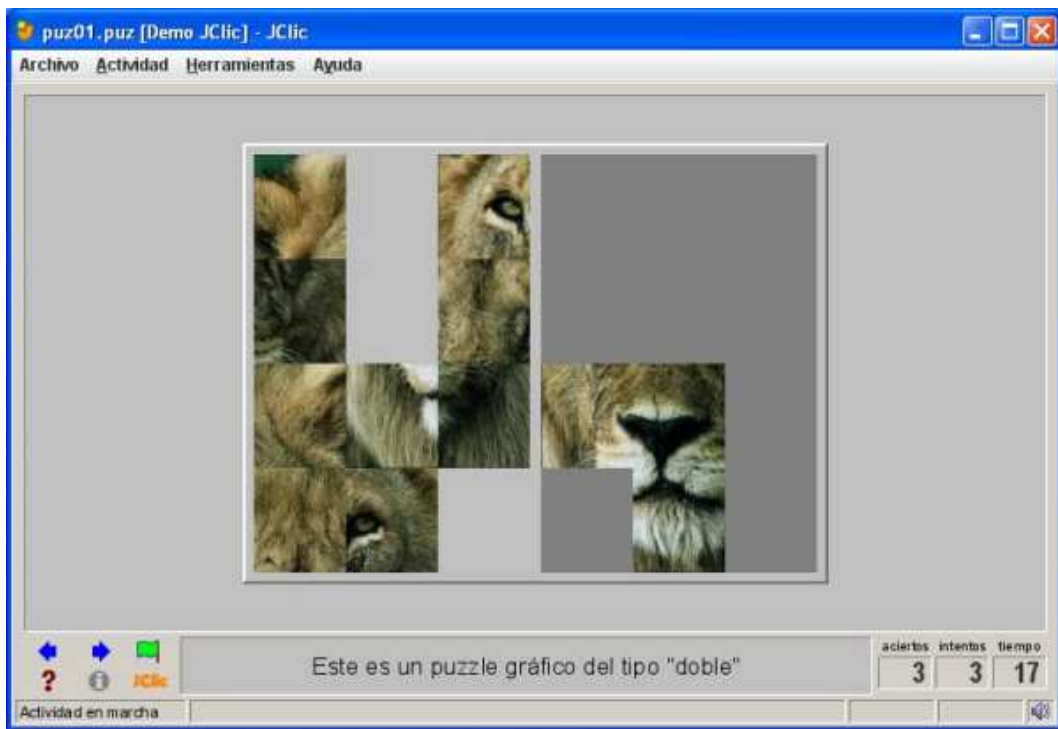 puz01.puz [Demo JClic] - JClic
Archivo Actividad Herramientas Ayuda
Este es un puzzle gráfico del tipo "doble"
aciertos intentos tiempo
3 3 17
? i JClic
Actividad en marcha